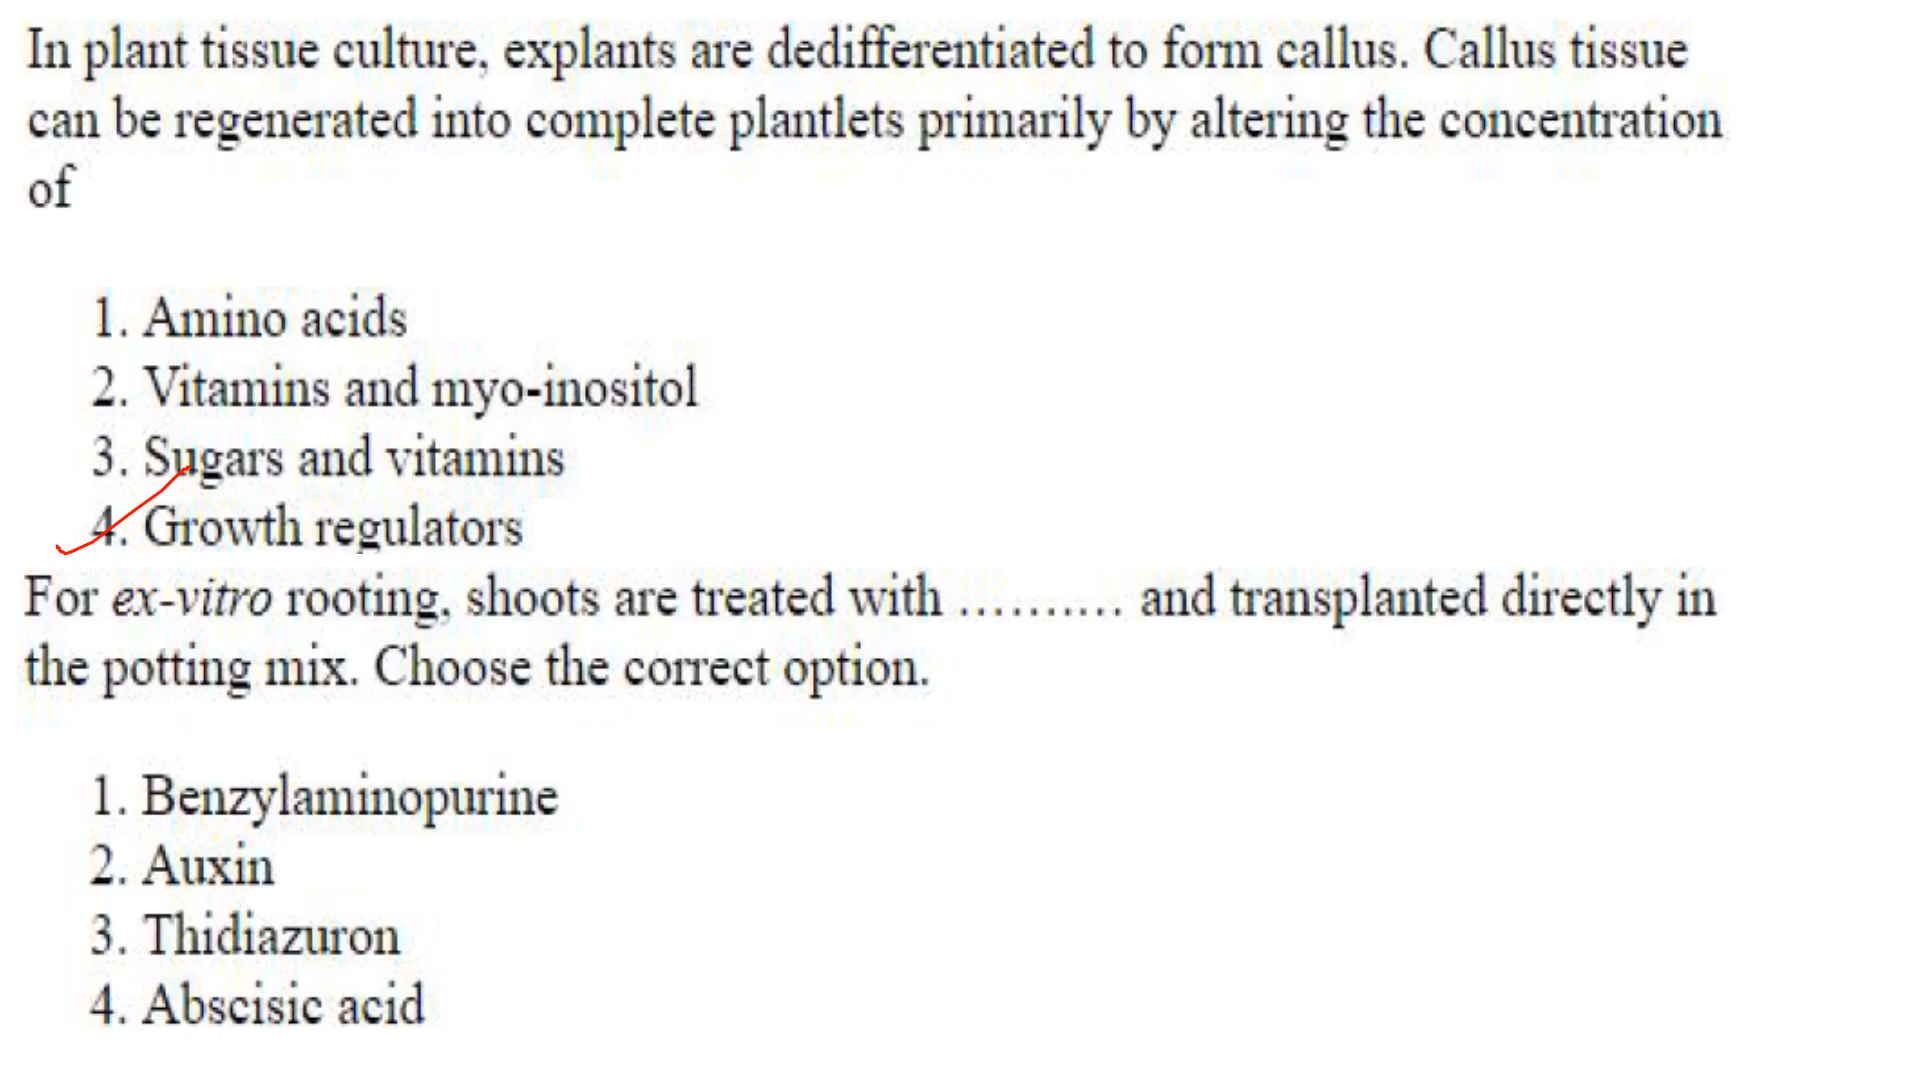 In plant tissue culture, explants are dedifferentiated to form callus. Callus tissue
can be regenerated into complete plantlets primarily by altering the concentration
of
1. Amino acids
2. Vitamins and myo-inositol
3. Sugars and vitamins
4. Growth regulators
For ex-vitro rooting, shoots are treated with .......... and transplanted directly in
the potting mix. Choose the correct option.
1. Benzylaminopurine
2. Auxin
3. Thidiazuron
4. Abscisic acid